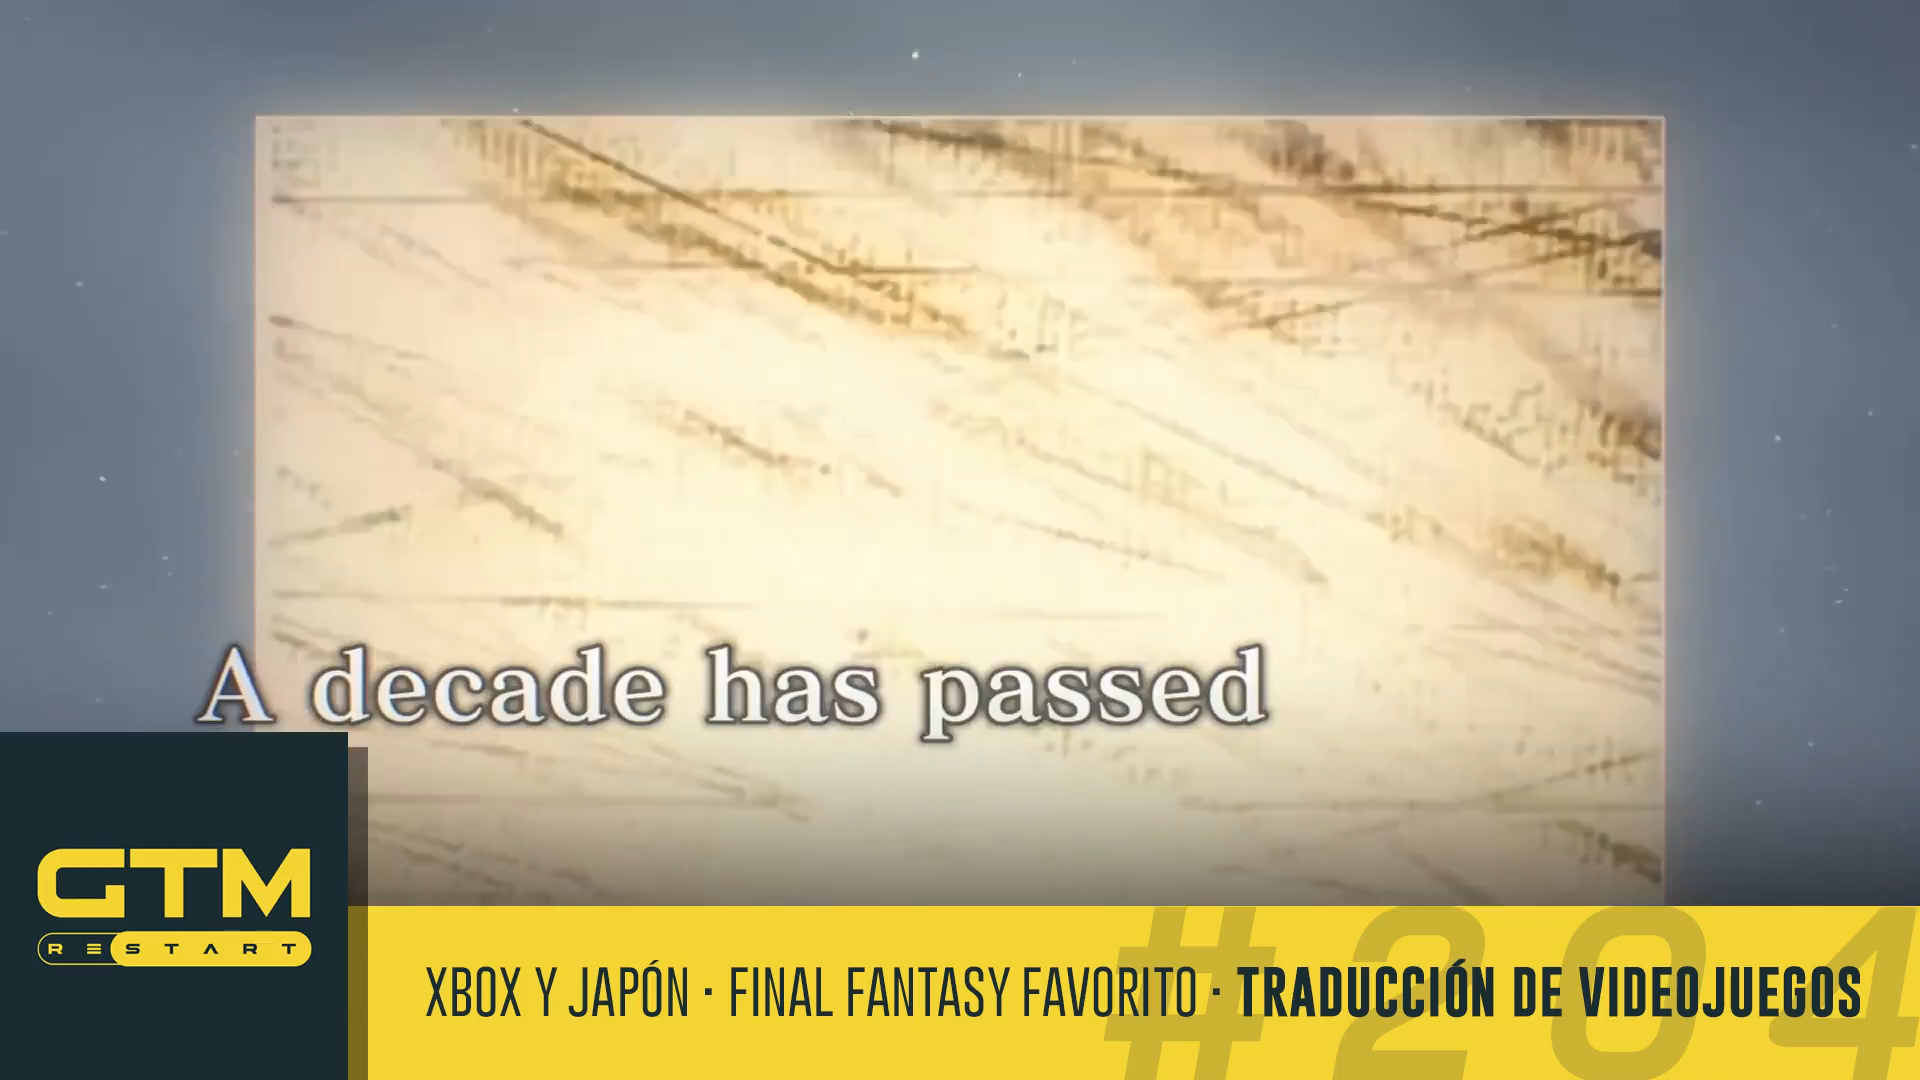 A decade has passed
GTM
RESTART
#204
XBOX Y JAPÓN · FINAL FANTASY FAVORITO · TRADUCCIÓN DE VIDEOJUEGOS